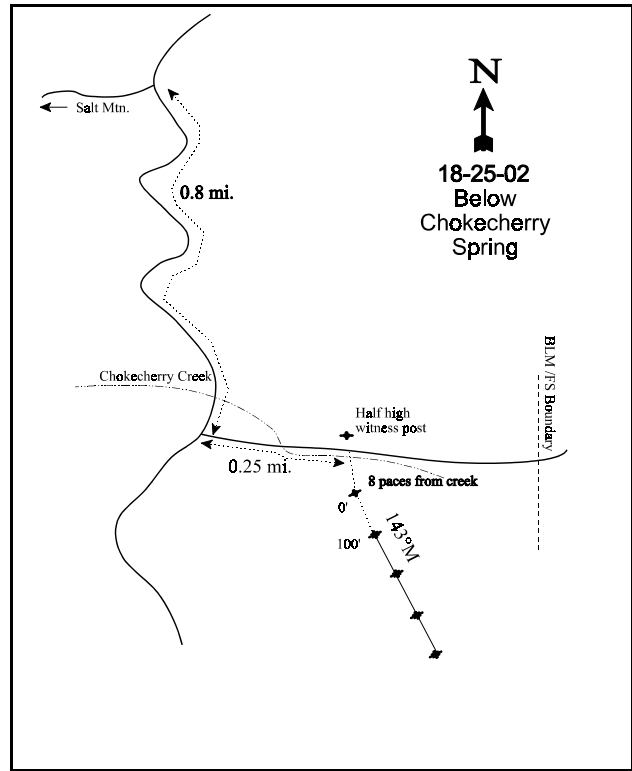 N
18-25-02
Below
Chokecherry
Spring
Salt Mtn.
0.8 mi.
Chokecherry Creek
BLM /FS Boundary
Half high
witness post
0.25 mi.
8 paces from creek
0'
100'
143°M